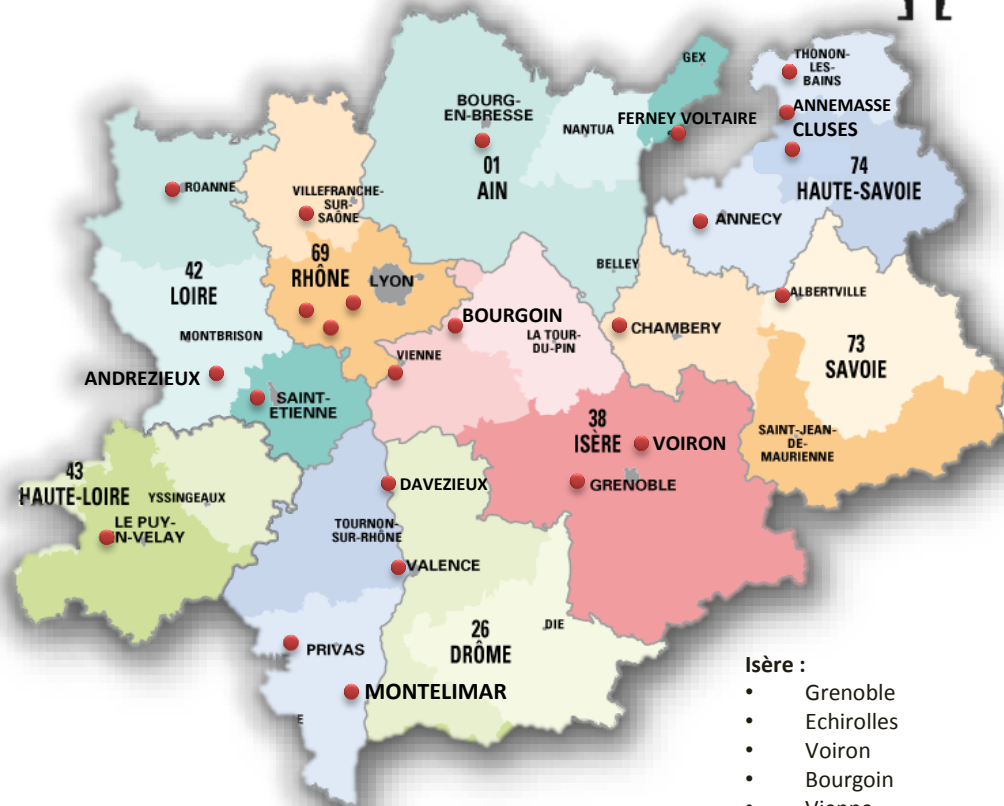 THONON-
LES-
BAINS
GEX
ANNEMASSE
CLUSES
BOURG-
EN-BRESSE
FERNEY VOLTAIRE
NANTUA
01
AIN
74
HAUTE-SAVOIE
ROANNE
VILLEFRANCHE-
SUR-
SAÔNE
ANNECY
69
RHÔNE
LYON
42
LOIRE
BELLEY
ALBERTVILLE
MONTBRISON
BOURGOIN
LA TOUR-
DU-PIN
CHAMBERY
VIENNE
73
SAVOIE
ANDREZIEUX
SAINT-
ETIENNE
38
ISÈRE
VOIRON
SAINT-JEAN-
DE-
MAURIENNE
43
HAUTE-LOIRE
YSSINGEAUX
DAVEZIEUX
GRENOBLE
LE PUY-
N-VELAY
TOURNON-
SUR-RHÔNE
VALENCE
26
DRÔME
DIE
PRIVAS
MONTELIMAR
E
Isère :
• Grenoble
• Echirolles
• Voiron
• Bourgoin